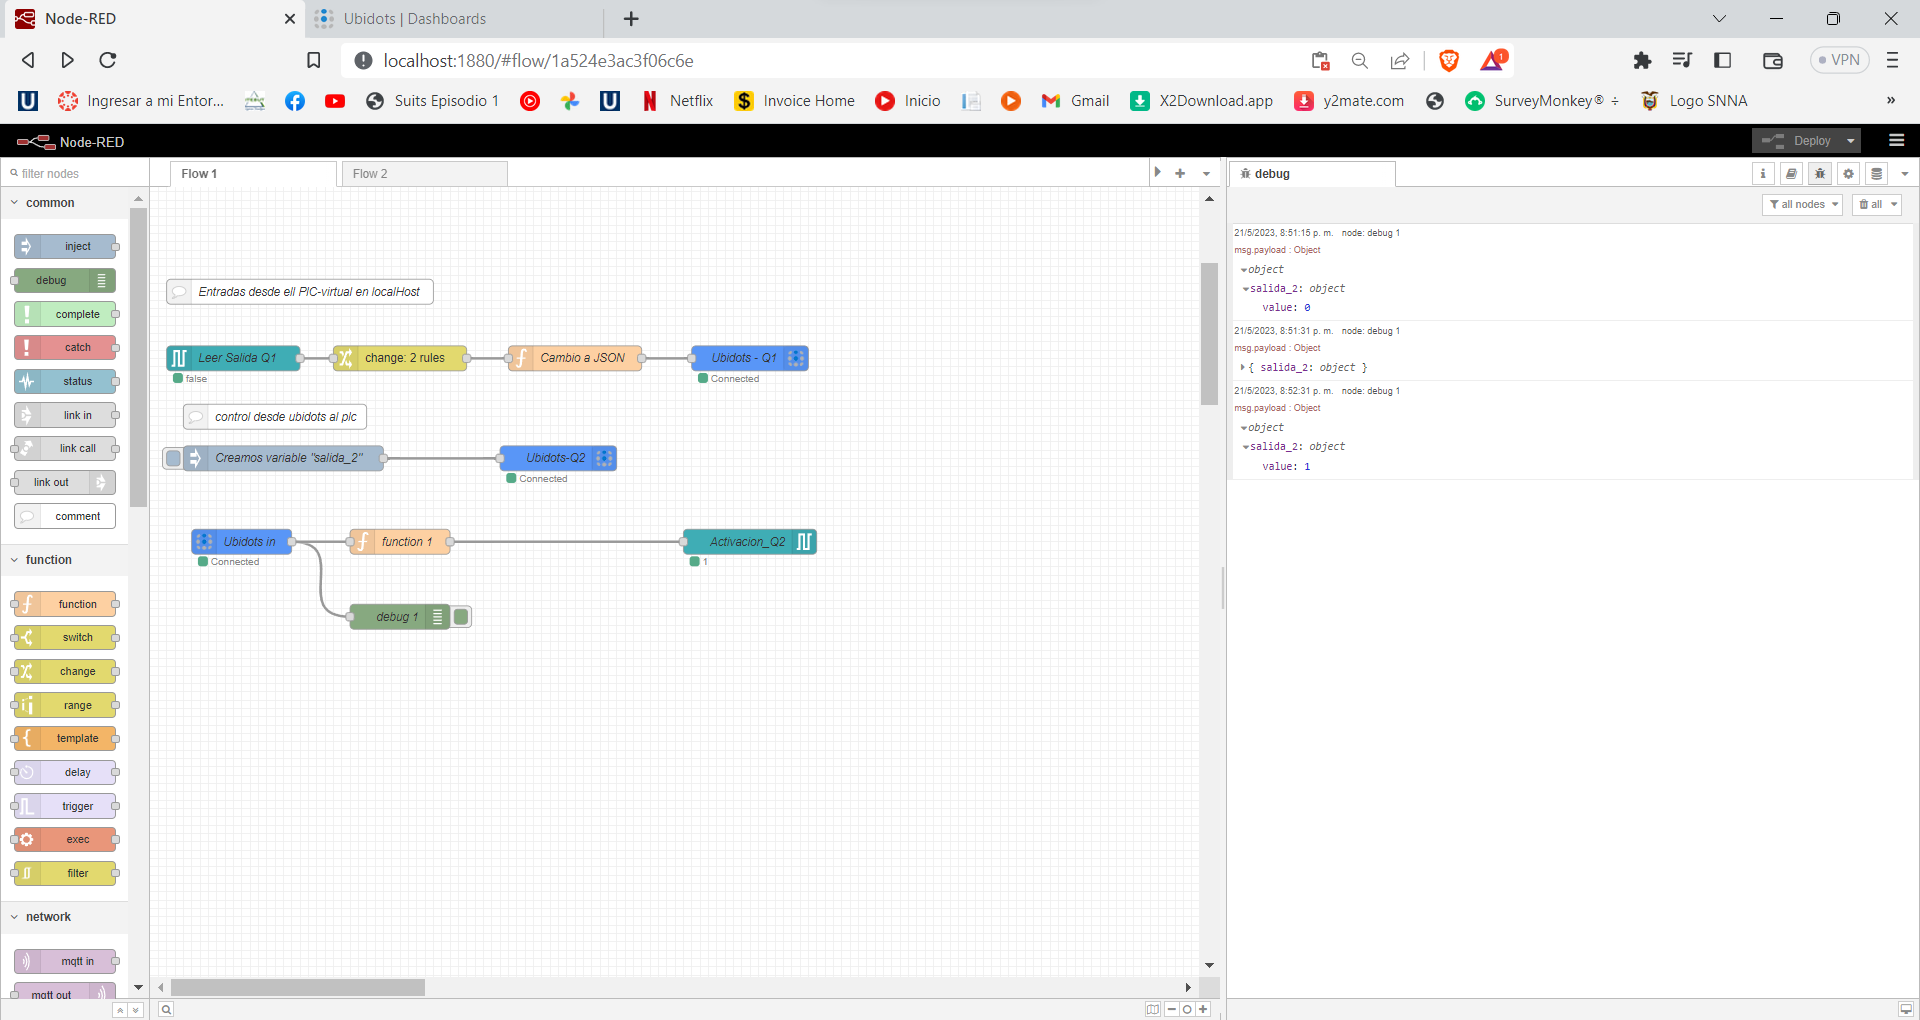 Node-RED
Ubidots | Dashboards
localhost:1880/#flow/1a524e3ac3f06c6e
1
VPN
Ingresar a mi Entor...
Suits Episodio 1
Netflix
Invoice Home
Inicio
Gmail
X2Download.app
y2mate.com
SurveyMonkey® ÷
Logo SNNA
»
Node-RED
Deploy
filter nodes
Flow 1
Flow 2
debug
common
all nodes
all
inject
debug
complete
catch
status
link in
link call
link out
comment
function
function
switch
change
range
template
delay
trigger
exec
filter
network
mqtt in
mqtt out
Entradas desde ell PIC-virtual en localHost
Leer Salida Q1
change: 2 rules
Cambio a JSON
Ubidots - Q1
false
Connected
control desde ubidots al pic
Creamos variable "salida_2"
Ubidots-Q2
Connected
Ubidots in
function 1
Activacion_Q2
Connected
1
debug 1
21/5/2023, 8:51:15 p. m. node: debug 1
msg.payload : Object
object
salida_2: object
value: 0
21/5/2023, 8:51:31 p. m. node: debug 1
msg.payload : Object
{ salida_2: object }
21/5/2023, 8:52:31 p. m. node: debug 1
msg.payload : Object
object
salida_2: object
value: 1